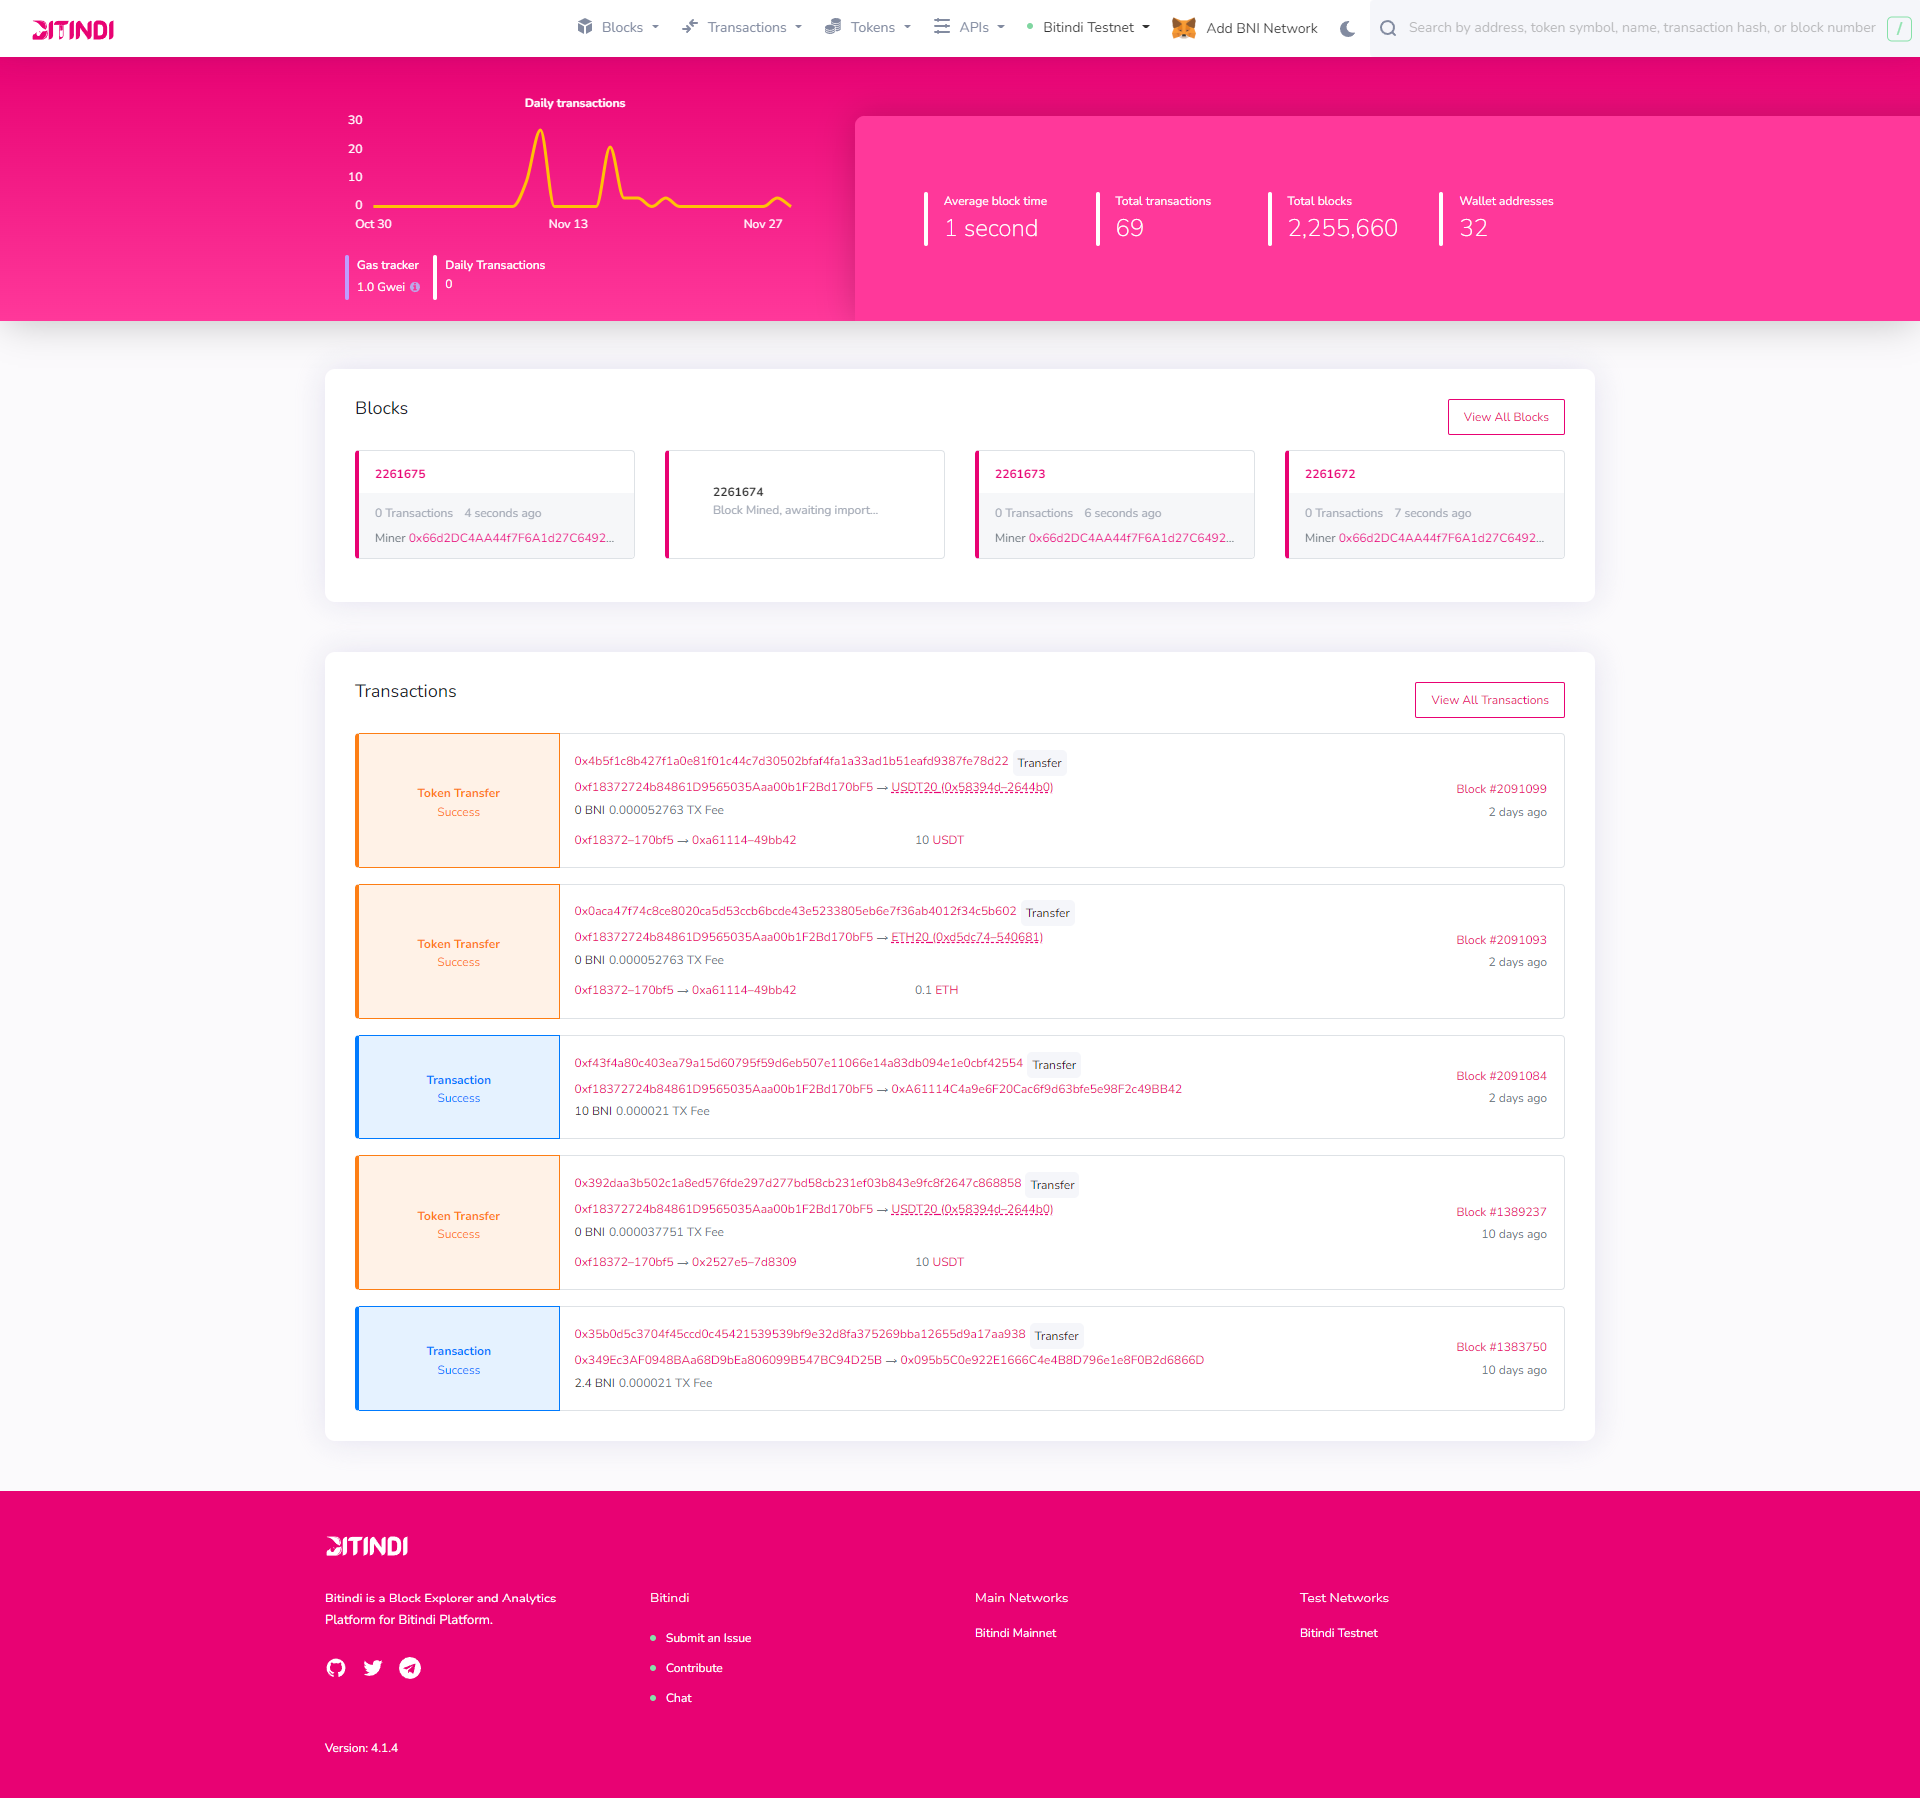 BITINDI
Blocks
Transactions
Tokens
APIs
Bitindi Testnet
Add BNI Network
Search by address, token symbol, name, transaction hash, or block number
/
Daily transactions
30
20
10
0
Oct 30
Nov 13
Nov 27
Gas tracker
1.0 Gwei
Daily Transactions
0
Average block time
1 second
Total transactions
69
Total blocks
2,255,660
Wallet addresses
32
Blocks
View All Blocks
2261675
0 Transactions 4 seconds ago
Miner 0x66d2DC4AA44f7F6A1d27C6492...
2261674
Block Mined, awaiting import...
2261673
0 Transactions 6 seconds ago
Miner 0x66d2DC4AA44f7F6A1d27C6492...
2261672
0 Transactions 7 seconds ago
Miner 0x66d2DC4AA44f7F6A1d27C6492...
Transactions
View All Transactions
Token Transfer
Success
0x4b5f1c8b427f1a0e81f01c44c7d30502bfaf4fa1a33ad1b51eafd9387fe78d22 Transfer
0xf18372724b84861D9565035Aaa00b1F2Bd170bF5 → USDT20 (0x58394d–2644b0)
0 BNI 0.000052763 TX Fee
0xf18372–170bf5 → 0xa61114–49bb42 10 USDT
Block #2091099
2 days ago
Token Transfer
Success
0x0aca47f74c8ce8020ca5d53ccb6bcde43e5233805eb6e7f36ab4012f34c5b602 Transfer
0xf18372724b84861D9565035Aaa00b1F2Bd170bF5 → ETH20 (0xd5dc74–540681)
0 BNI 0.000052763 TX Fee
0xf18372–170bf5 → 0xa61114–49bb42 0.1 ETH
Block #2091093
2 days ago
Transaction
Success
0xf43f4a80c403ea79a15d60795f59d6eb507e11066e14a83db094e1e0cbf42554 Transfer
0xf18372724b84861D9565035Aaa00b1F2Bd170bF5 → 0xA61114C4a9e6F20Cac6f9d63bfe5e98F2c49BB42
10 BNI 0.000021 TX Fee
Block #2091084
2 days ago
Token Transfer
Success
0x392daa3b502c1a8ed576fde297d277bd58cb231ef03b843e9fc8f2647c868858 Transfer
0xf18372724b84861D9565035Aaa00b1F2Bd170bF5 → USDT20 (0x58394d–2644b0)
0 BNI 0.000037751 TX Fee
0xf18372–170bf5 → 0x2527e5–7d8309 10 USDT
Block #1389237
10 days ago
Transaction
Success
0x35b0d5c3704f45ccd0c45421539539bf9e32d8fa375269bba12655d9a17aa938 Transfer
0x349Ec3AF0948BAa68D9bEa806099B547BC94D25B → 0x095b5C0e922E1666C4e4B8D796e1e8F0B2d6866D
2.4 BNI 0.000021 TX Fee
Block #1383750
10 days ago
BITINDI
Bitindi is a Block Explorer and Analytics
Platform for Bitindi Platform.
Bitindi
Submit an Issue
Contribute
Chat
Main Networks
Bitindi Mainnet
Test Networks
Bitindi Testnet
Version: 4.1.4